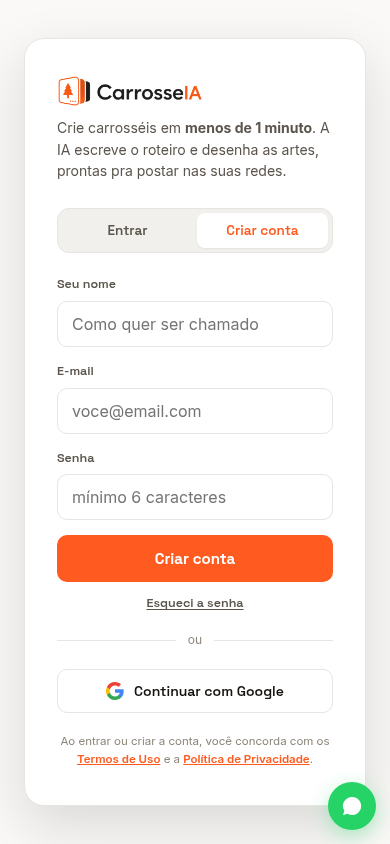 CarrosseIA
Crie carrosséis em menos de 1 minuto. A
IA escreve o roteiro e desenha as artes,
prontas pra postar nas suas redes.
Entrar
Criar conta
Seu nome
Como quer ser chamado
E-mail
voce@email.com
Senha
mínimo 6 caracteres
Criar conta
Esqueci a senha
ou
Continuar com Google
Ao entrar ou criar a conta, você concorda com os
Termos de Uso e a Política de Privacidade.